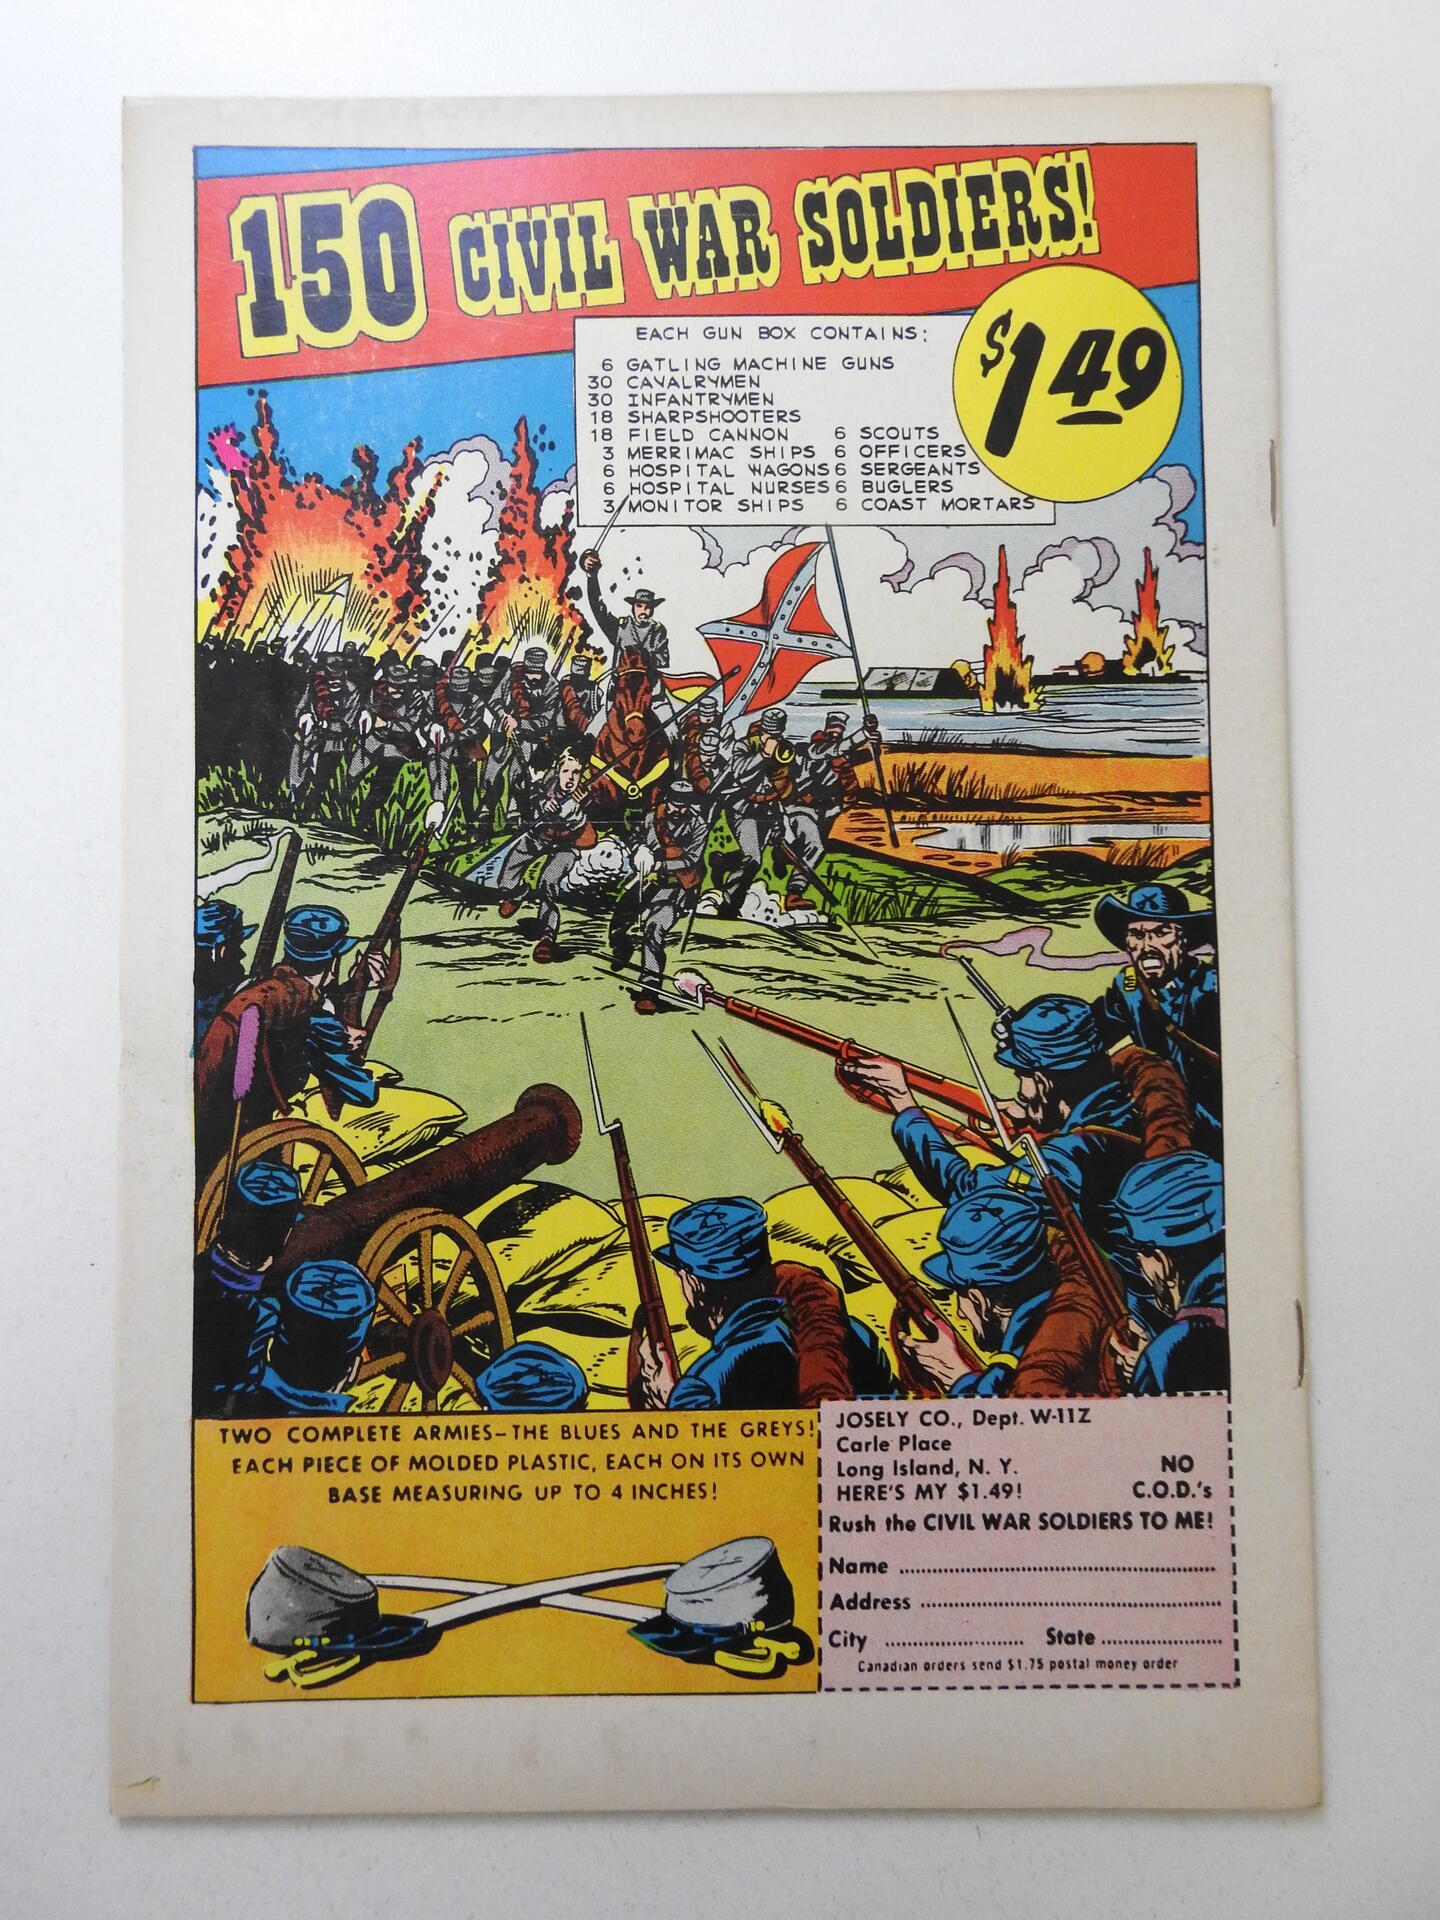 150 CIVIL WAR SOLDIERS!
$1.49
EACH GUN BOX CONTAINS:
6 GATLING MACHINE GUNS
30 CAVALRYMEN
30 INFANTRYMEN
18 SHARPSHOOTERS
18 FIELD CANNON 6 SCOUTS
3 MERRIMAC SHIPS 6 OFFICERS
6 HOSPITAL WAGONS 6 SERGEANTS
6 HOSPITAL NURSES 6 BUGLERS
3 MONITOR SHIPS 6 COAST MORTARS
TWO COMPLETE ARMIES—THE BLUES AND THE GREYS!
EACH PIECE OF MOLDED PLASTIC, EACH ON ITS OWN
BASE MEASURING UP TO 4 INCHES!
JOSELY CO., Dept. W-11Z
Carle Place
Long Island, N. Y. NO
HERE'S MY $1.49! C.O.D.'s
Rush the CIVIL WAR SOLDIERS TO ME!
Name
Address
City State
Canadian orders send $1.75 postal money order